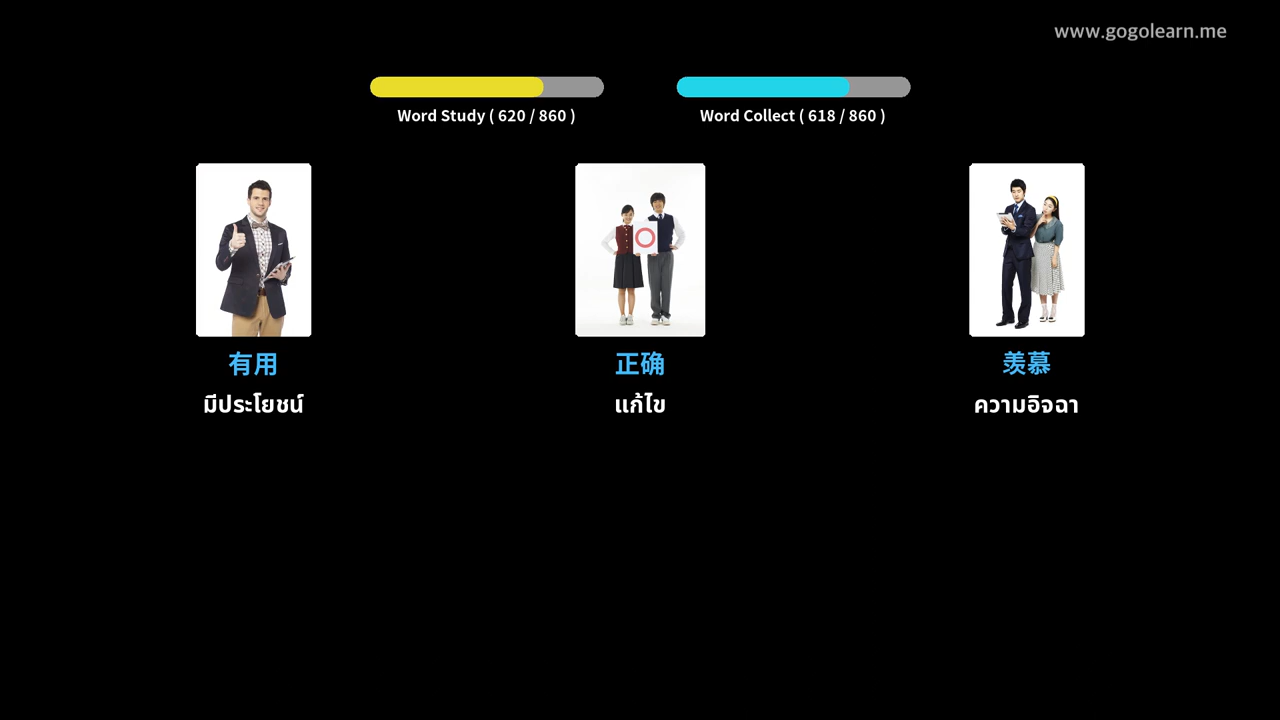 www.gogolearn.me
Word Study ( 620 / 860 )
Word Collect ( 618 / 860 )
有用
正确
羡慕
มีประโยชน์
แก้ไข
ความอิจฉา